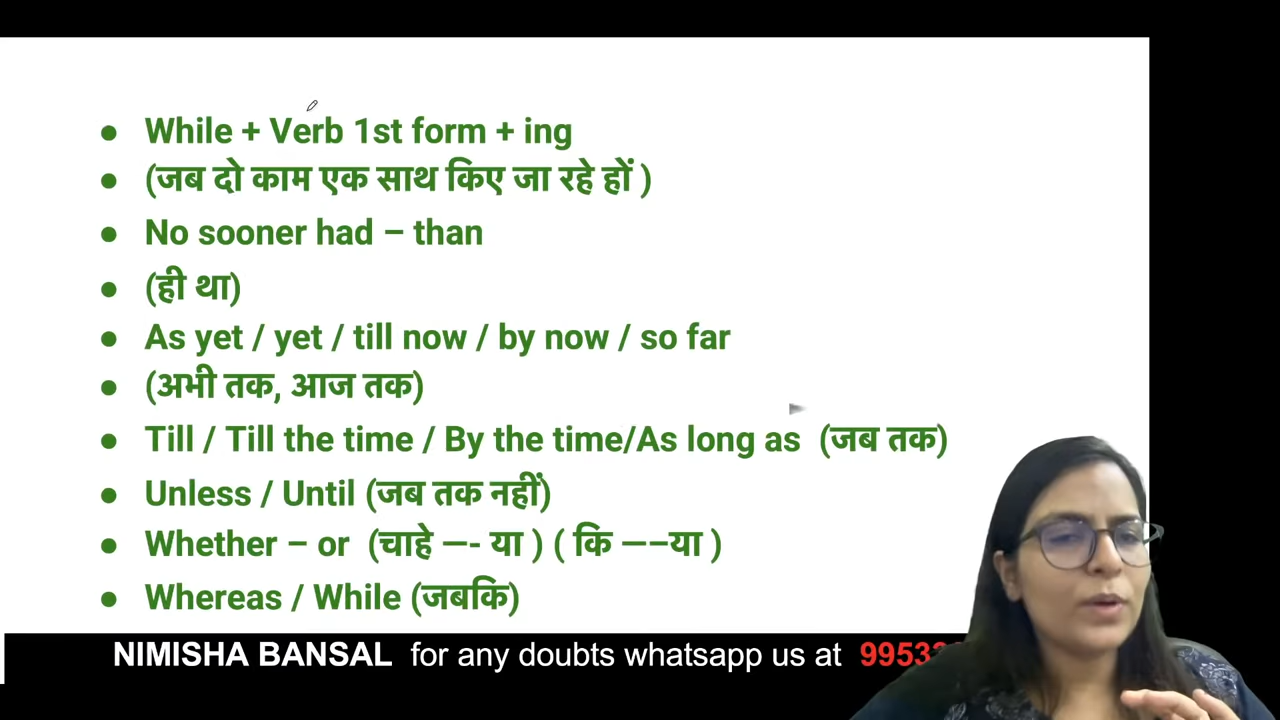 ● While + Verb 1st form + ing
● (जब दो काम एक साथ किए जा रहे हों )
● No sooner had – than
● (ही था)
● As yet / yet / till now / by now / so far
● (अभी तक, आज तक)
● Till / Till the time / By the time/As long as (जब तक)
● Unless / Until (जब तक नहीं)
● Whether – or (चाहे —- या ) ( कि —–या )
● Whereas / While (जबकि)
NIMISHA BANSAL for any doubts whatsapp us at